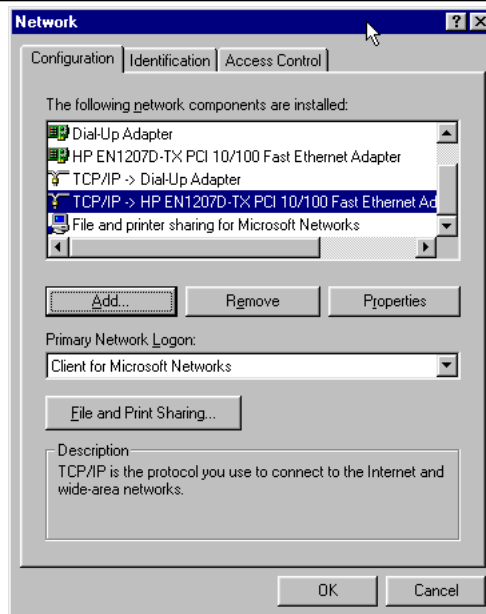 Network
Configuration Identification Access Control
The following network components are installed:
Dial-Up Adapter
HP EN1207D-TX PCI 10/100 Fast Ethernet Adapter
TCP/IP -> Dial-Up Adapter
TCP/IP -> HP EN1207D-TX PCI 10/100 Fast Ethernet Ad
File and printer sharing for Microsoft Networks
Add... Remove Properties
Primary Network Logon:
Client for Microsoft Networks
File and Print Sharing...
Description
TCP/IP is the protocol you use to connect to the Internet and
wide-area networks.
OK Cancel